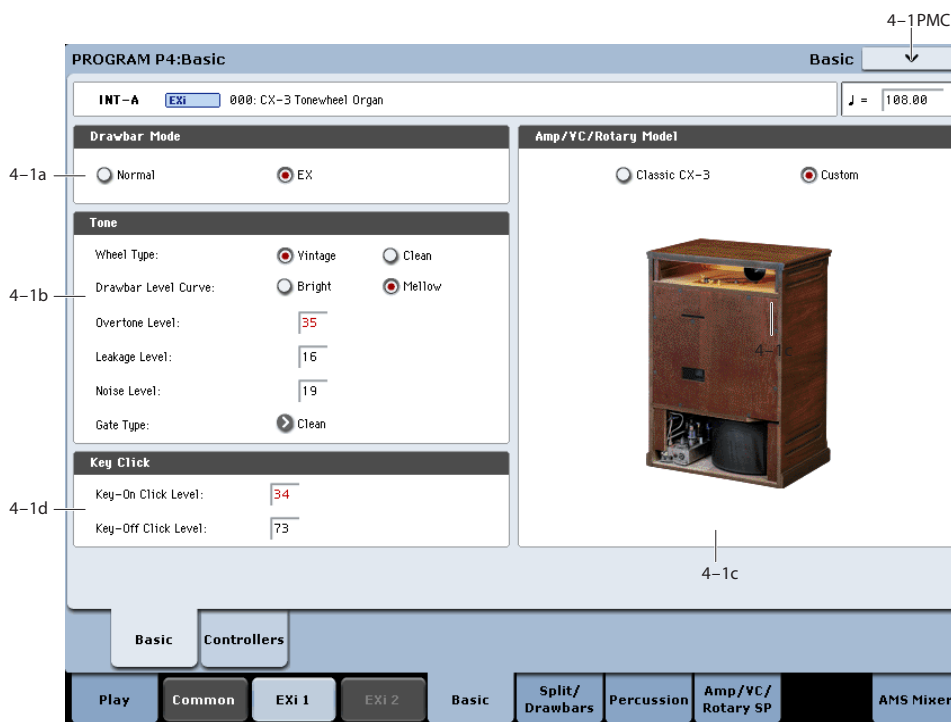 4–1PMC
PROGRAM P4:Basic
Basic
INT–A EXi 000: CX–3 Tonewheel Organ
♩ = 108.00
Drawbar Mode
4–1a
Normal EX
Tone
Wheel Type: Vintage Clean
4–1b
Drawbar Level Curve: Bright Mellow
Overtone Level: 35
Leakage Level: 16
Noise Level: 19
Gate Type: Clean
Key Click
4–1d
Key–On Click Level: 34
Key–Off Click Level: 73
Amp/VC/Rotary Model
Classic CX–3 Custom
4–1c
4–1c
Basic Controllers
Play Common EXi 1 EXi 2 Basic Split/ Drawbars Percussion Amp/VC/ Rotary SP AMS Mixe